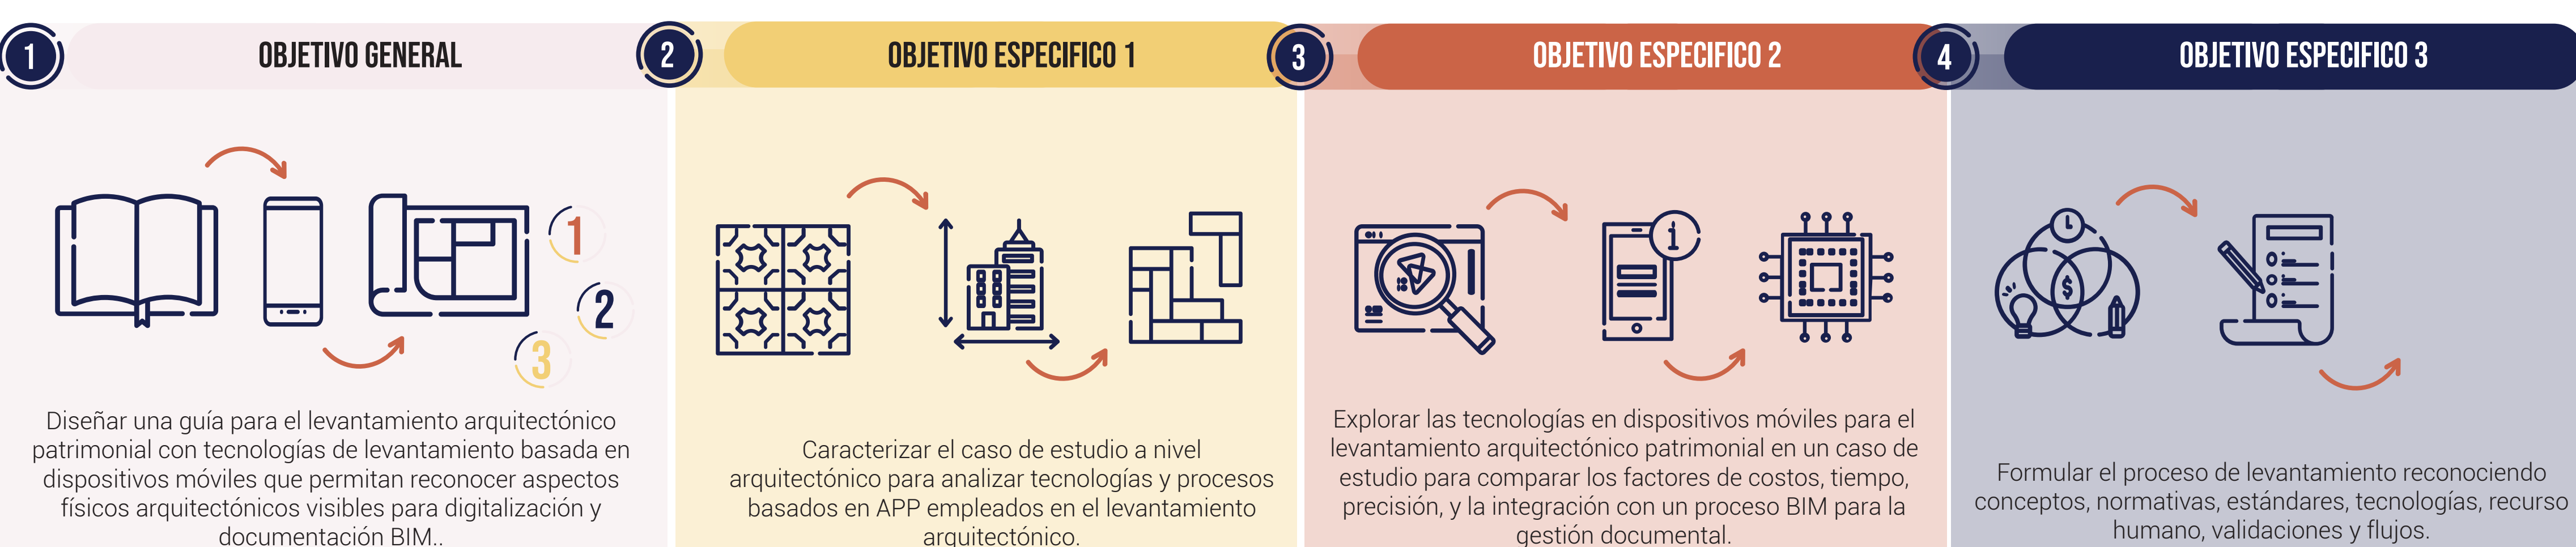 1
OBJETIVO GENERAL
1
2
3
Diseñar una guía para el levantamiento arquitectónico
patrimonial con tecnologías de levantamiento basada en
dispositivos móviles que permitan reconocer aspectos
físicos arquitectónicos visibles para digitalización y
documentación BIM..
2
OBJETIVO ESPECIFICO 1
Caracterizar el caso de estudio a nivel
arquitectónico para analizar tecnologías y procesos
basados en APP empleados en el levantamiento
arquitectónico.
3
OBJETIVO ESPECIFICO 2
i
Explorar las tecnologías en dispositivos móviles para el
levantamiento arquitectónico patrimonial en un caso de
estudio para comparar los factores de costos, tiempo,
precisión, y la integración con un proceso BIM para la
gestión documental.
4
OBJETIVO ESPECIFICO 3
$
Formular el proceso de levantamiento reconociendo
conceptos, normativas, estándares, tecnologías, recurso
humano, validaciones y flujos.